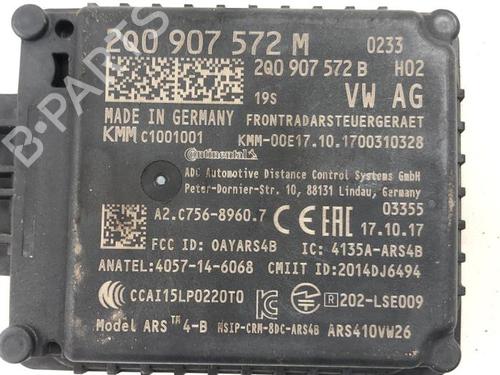 2Q0 907 572 M 0233
2Q0 907 572 B H02
19S VW AG
MADE IN GERMANY FRONTRADARSTEUERGERAET
KMM C1001001 KMM-00E17.10.1700310328
Continental
ADC Automotive Distance Control Systems GmbH
Peter-Dornier-Str. 10, 88131 Lindau, Germany
03355
A2.C756-8960.7 CE EAC 17.10.17
FCC ID: OAYARS4B IC: 4135A-ARS4B
ANATEL:4057-14-6068 CMIIT ID:2014DJ6494
CCAI15LP0220T0 R 202-LSE009
Model ARS™ 4-B MSIP-CRM-8DC-ARS4B ARS410VW26
B-PARTS